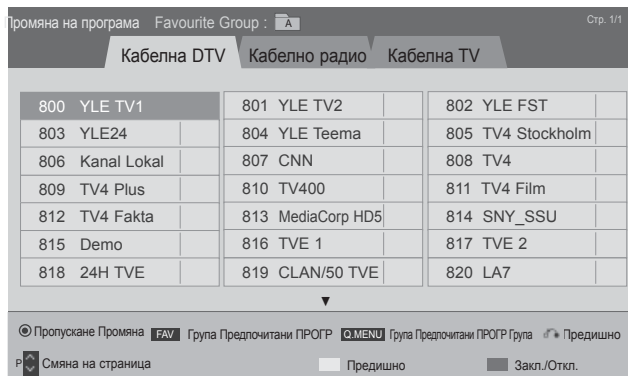 Промяна на програма Favourite Group : A Стр. 1/1
Кабелна DTV Кабелно радио Кабелна TV
800 YLE TV1 801 YLE TV2 802 YLE FST
803 YLE24 804 YLE Teema 805 TV4 Stockholm
806 Kanal Lokal 807 CNN 808 TV4
809 TV4 Plus 810 TV400 811 TV4 Film
812 TV4 Fakta 813 MediaCorp HD5 814 SNY_SSU
815 Demo 816 TVE 1 817 TVE 2
818 24H TVE 819 CLAN/50 TVE 820 LA7
Пропускане Промяна FAV Група Предпочитани ПРОГР Q.MENU Група Предпочитани ПРОГР Група Предишно
P Смяна на страница Предишно Закл./Откл.